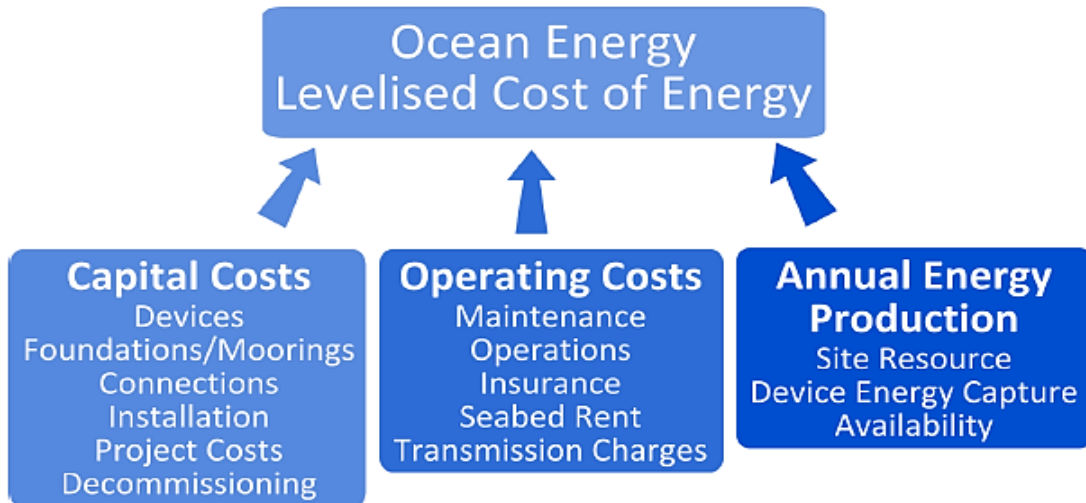 Ocean Energy
Levelised Cost of Energy
Capital Costs
Devices
Foundations/Moorings
Connections
Installation
Project Costs
Decommissioning
Operating Costs
Maintenance
Operations
Insurance
Seabed Rent
Transmission Charges
Annual Energy
Production
Site Resource
Device Energy Capture
Availability